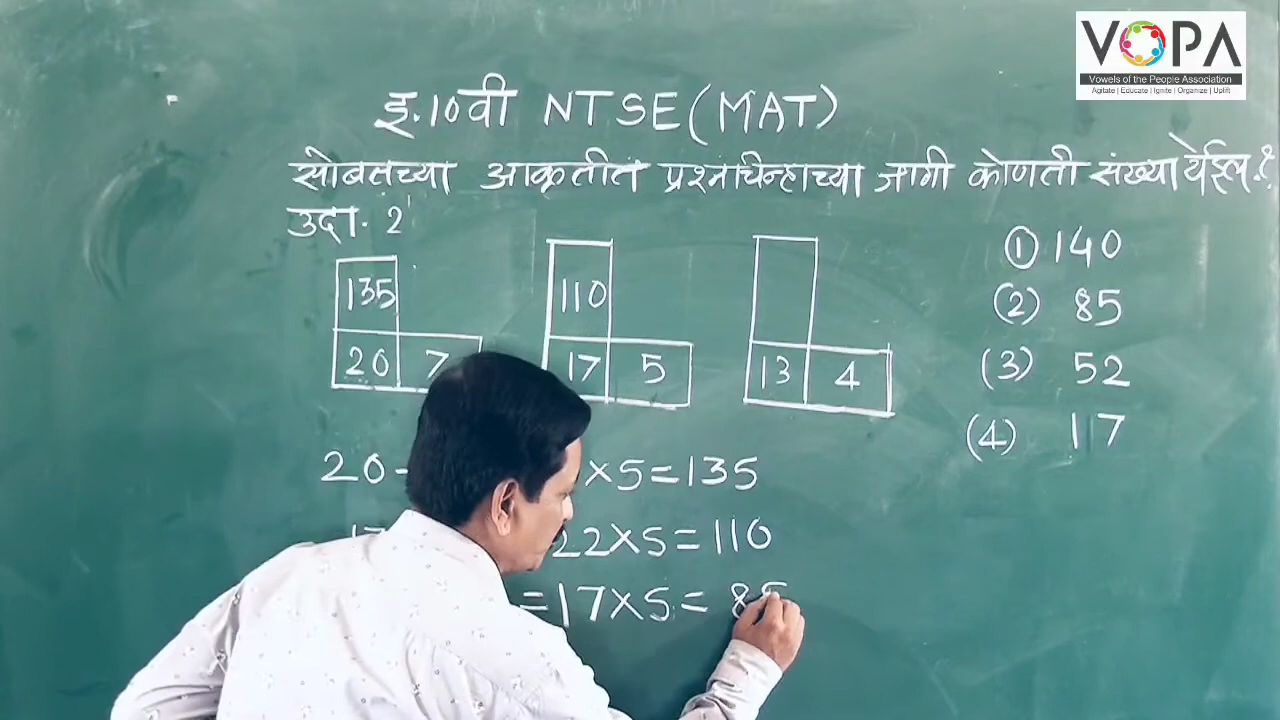 VOPA
Vowels of the People Association
Agitate | Educate | Ignite | Organize | Uplift
इ.10वी NTSE (MAT)
सोबतच्या आकृतीत प्रश्नचिन्हाच्या जागी कोणती संख्या येईल.?
उदा. 2
135
20 7
110
17 5
13 4
① 140
(2) 85
(3) 52
(4) 17
20 ×5=135
22×5=110
=17×5= 85